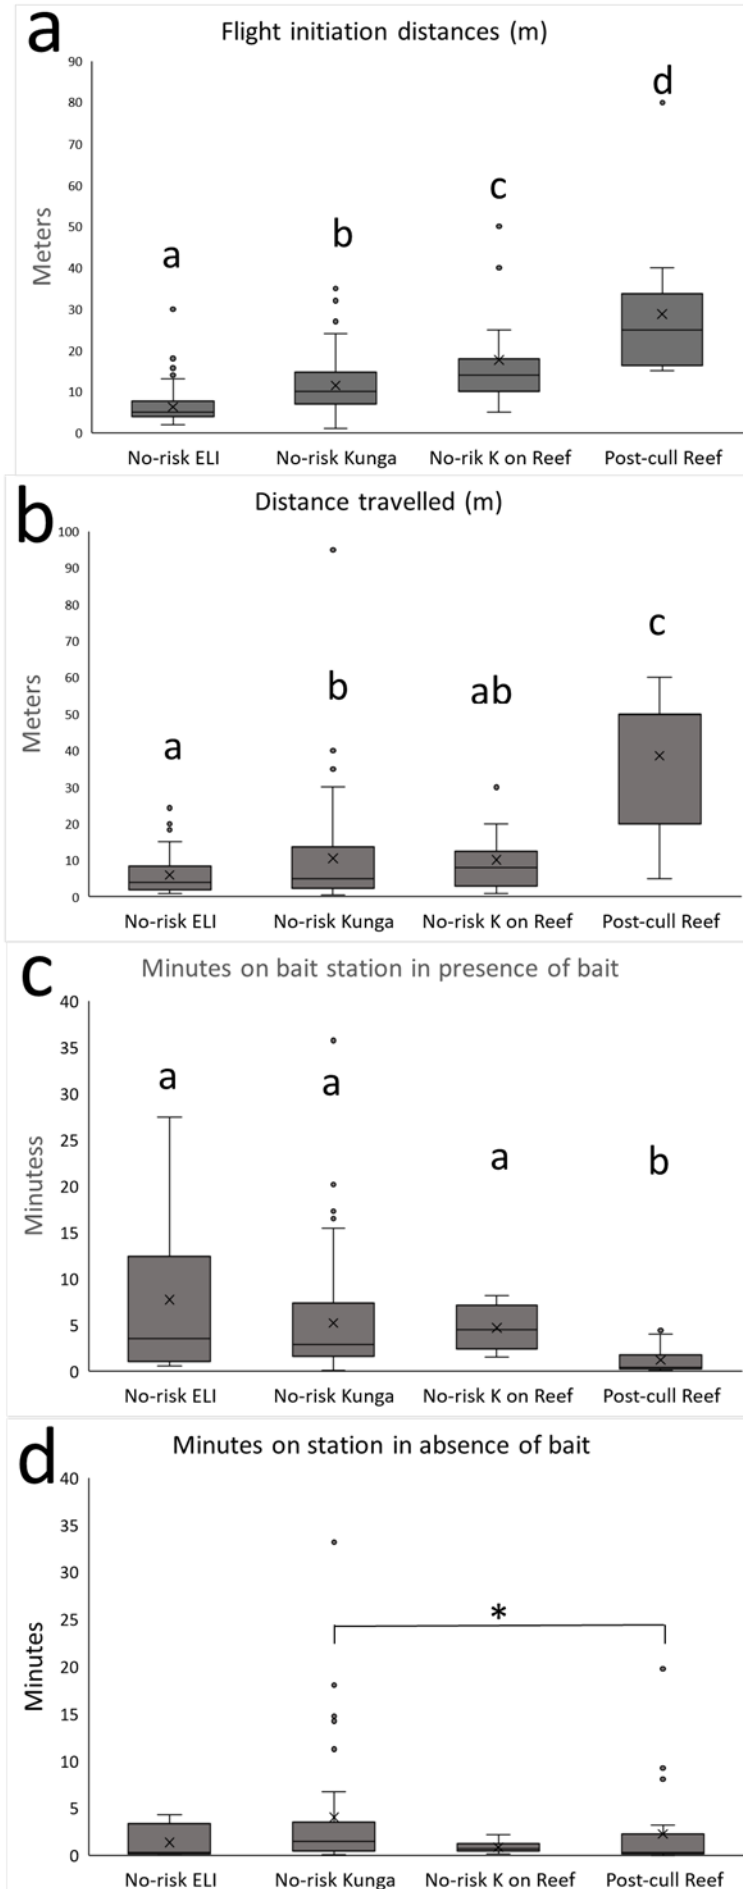 a
Flight initiation distances (m)
90
80
70
60
50
40
30
20
10
0
Meters
a
b
c
d
No-risk ELI
No-risk Kunga
No-rik K on Reef
Post-cull Reef
b
Distance travelled (m)
100
90
80
70
60
50
40
30
20
10
0
Meters
a
b
ab
c
No-risk ELI
No-risk Kunga
No-risk K on Reef
Post-cull Reef
c
Minutes on bait station in presence of bait
40
35
30
25
20
15
10
5
0
Minutess
a
a
a
b
No-risk ELI
No-risk Kunga
No-risk K on Reef
Post-cull Reef
d
Minutes on station in absence of bait
40
35
30
25
20
15
10
5
0
Minutes
*
No-risk ELI
No-risk Kunga
No-risk K on Reef
Post-cull Reef